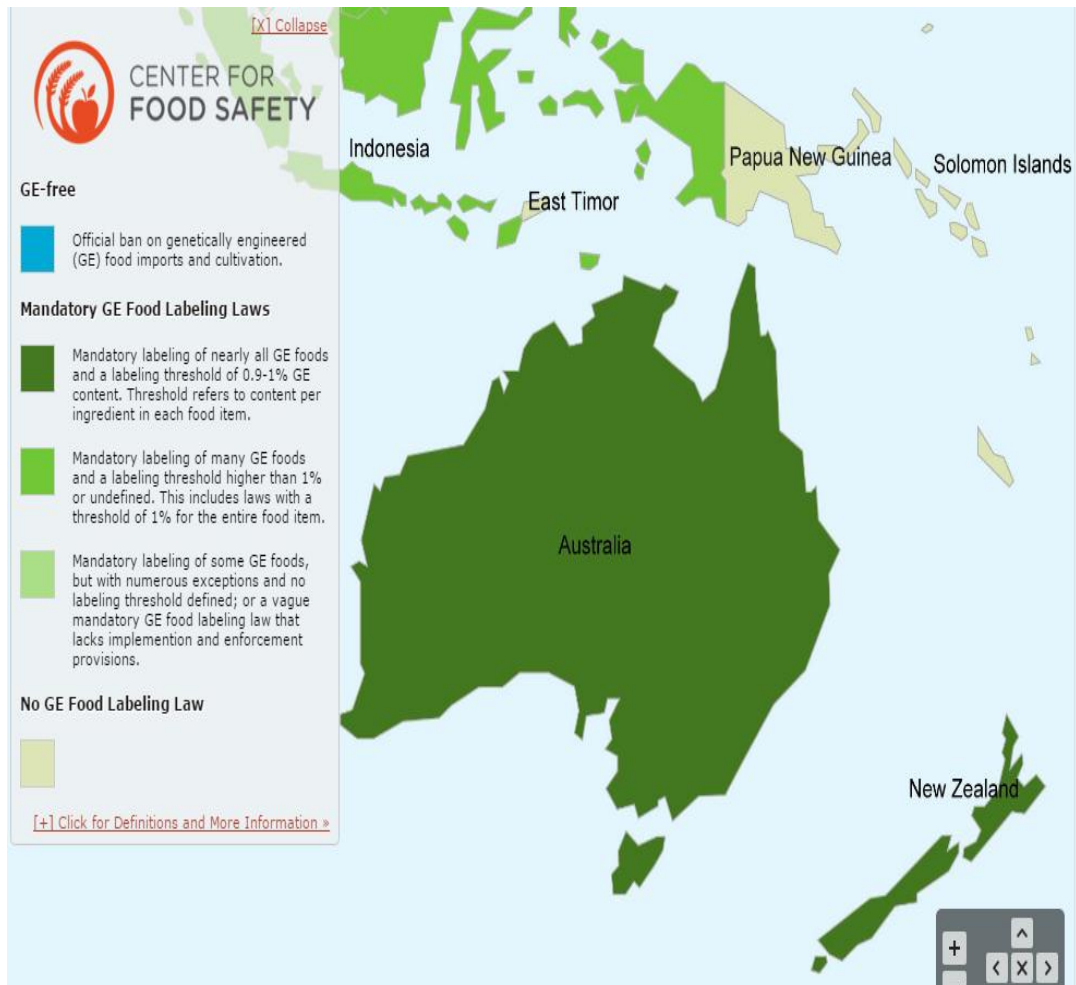 [X] Collapse
CENTER FOR
FOOD SAFETY
GE-free
Official ban on genetically engineered
(GE) food imports and cultivation.
Mandatory GE Food Labeling Laws
Mandatory labeling of nearly all GE foods
and a labeling threshold of 0.9-1% GE
content. Threshold refers to content per
ingredient in each food item.
Mandatory labeling of many GE foods
and a labeling threshold higher than 1%
or undefined. This includes laws with a
threshold of 1% for the entire food item.
Mandatory labeling of some GE foods,
but with numerous exceptions and no
labeling threshold defined; or a vague
mandatory GE food labeling law that
lacks implemention and enforcement
provisions.
No GE Food Labeling Law
[+] Click for Definitions and More Information »
Indonesia
East Timor
Papua New Guinea
Solomon Islands
Australia
New Zealand
+
^
< X >